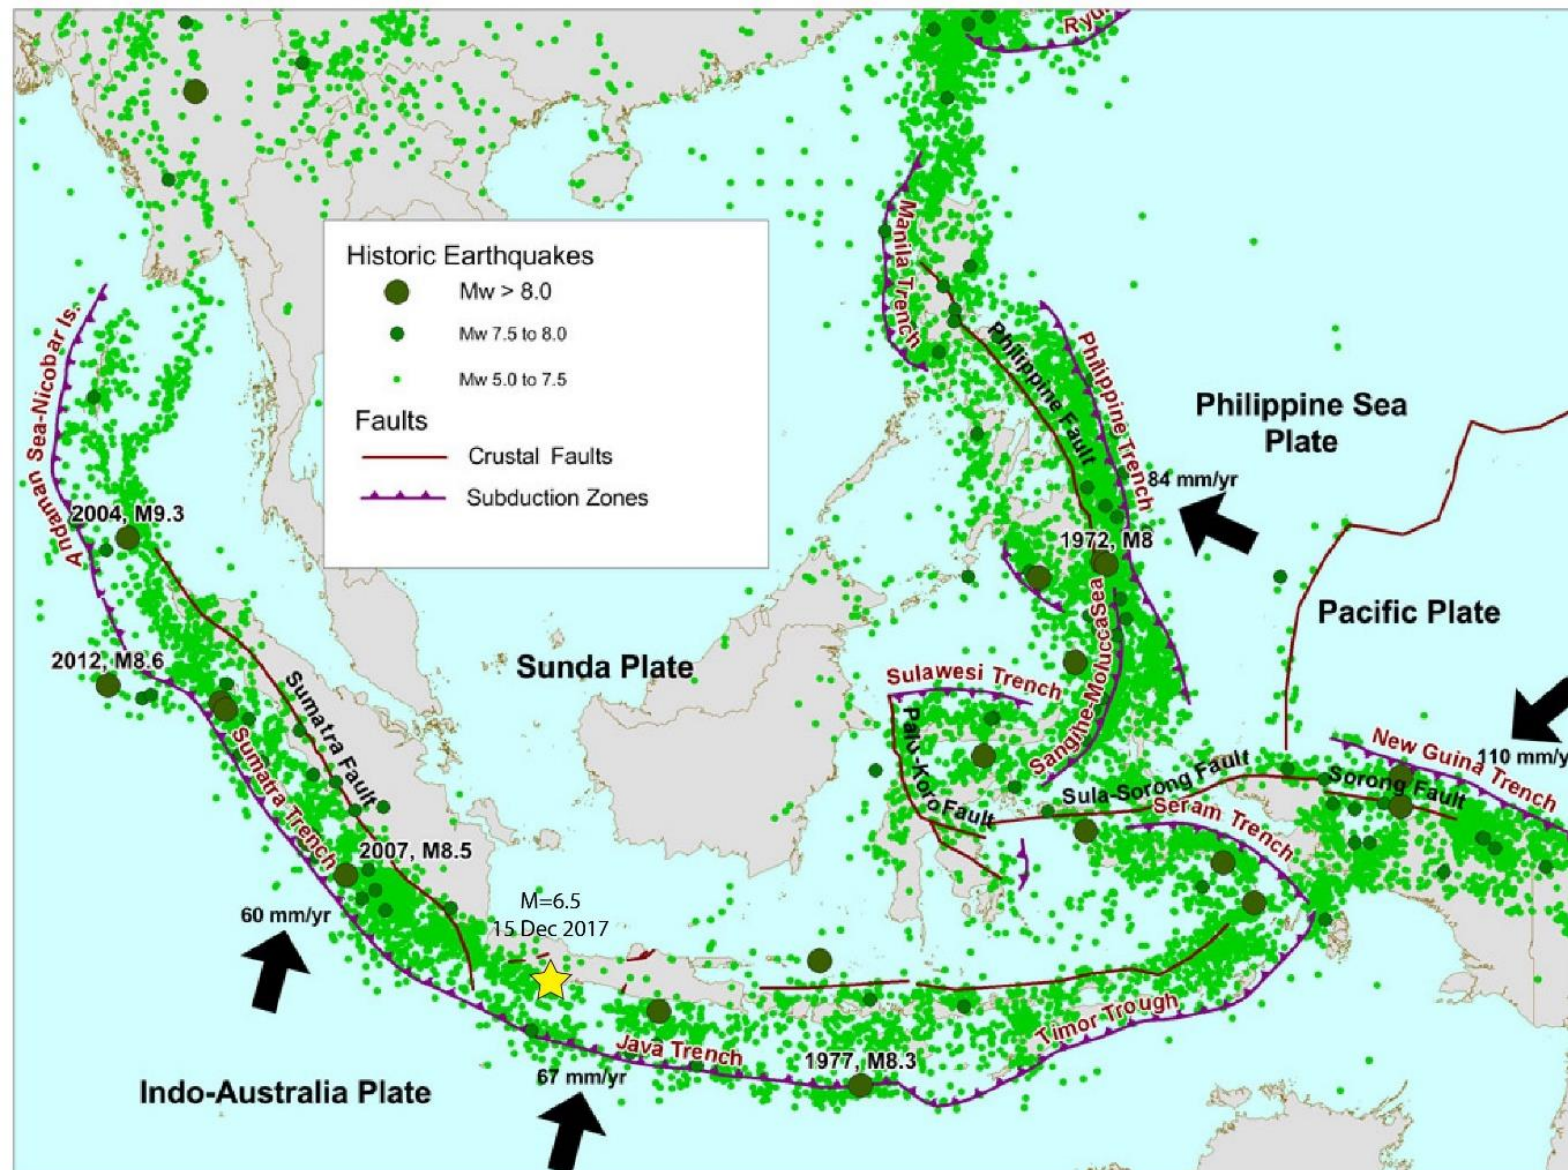 Ryu
Manila Trench
Historic Earthquakes
Mw > 8.0
Mw 7.5 to 8.0
Mw 5.0 to 7.5
Faults
Crustal Faults
Subduction Zones
Andaman Sea-Nicobar Is.
Philippine Fault
Philippine Trench
Philippine Sea
Plate
84 mm/yr
2004, M9.3
1972, M8
Pacific Plate
2012, M8.6
Sunda Plate
Sulawesi Trench
Sangihe-MoluccaSea
Sumatra Fault
Sumatra Trench
Palu-Koro Fault
Sula-Sorong Fault
Seram Trench
Sorong Fault
New Guina Trench
110 mm/y
2007, M8.5
60 mm/yr
M=6.5
15 Dec 2017
Java Trench
Timor Trough
1977, M8.3
67 mm/yr
Indo-Australia Plate